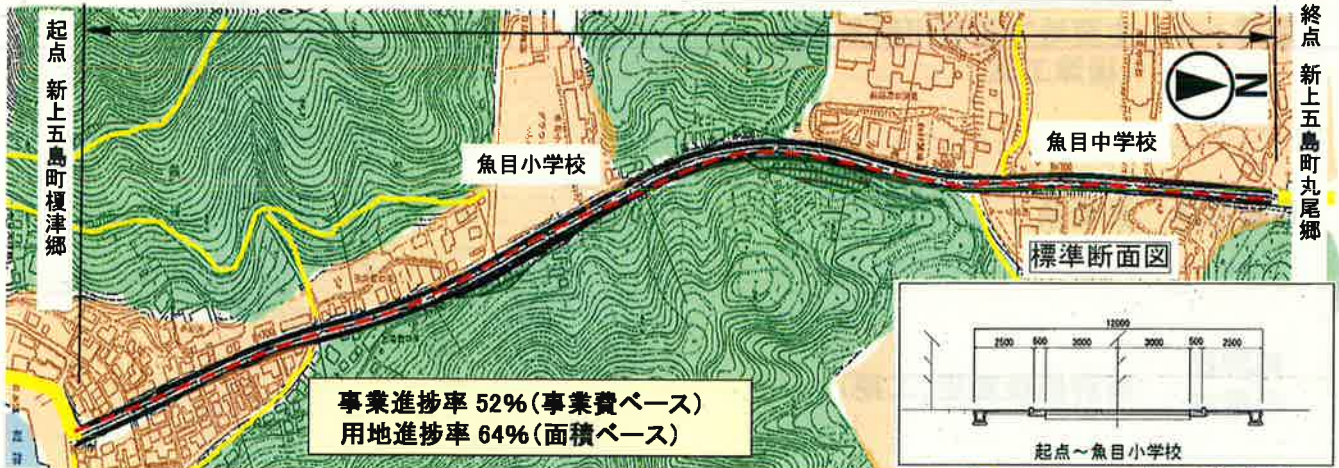 起点 新上五島町榎津郷
終点 新上五島町丸尾郷
N
魚目小学校
魚目中学校
標準断面図
12000
2500 500 3000 3000 500 2500
起点~魚目小学校
事業進捗率 52%(事業費ベース)
用地進捗率 64%(面積ベース)